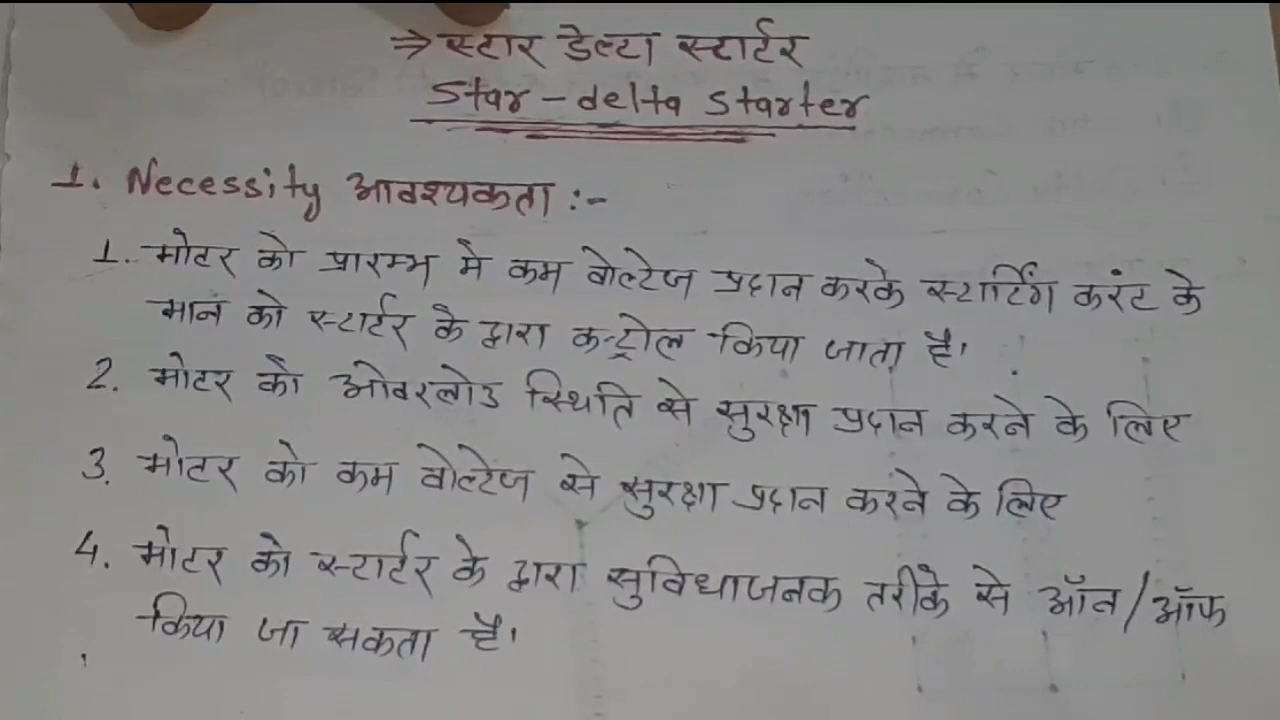 ⇒ स्टार डेल्टा स्टार्टर
Star-delta starter
1. Necessity आवश्यकता :-
1. मोटर को प्रारम्भ मे कम वोल्टेज प्रदान करके स्टार्टिंग करंट के
मान को स्टार्टर के द्वारा कन्ट्रोल किया जाता है।
2. मोटर को ओवरलोड स्थिति से सुरक्षा प्रदान करने के लिए
3. मोटर को कम वोल्टेज से सुरक्षा प्रदान करने के लिए
4. मोटर को स्टार्टर के द्वारा सुविधाजनक तरीके से ऑन/ऑफ
किया जा सकता है।